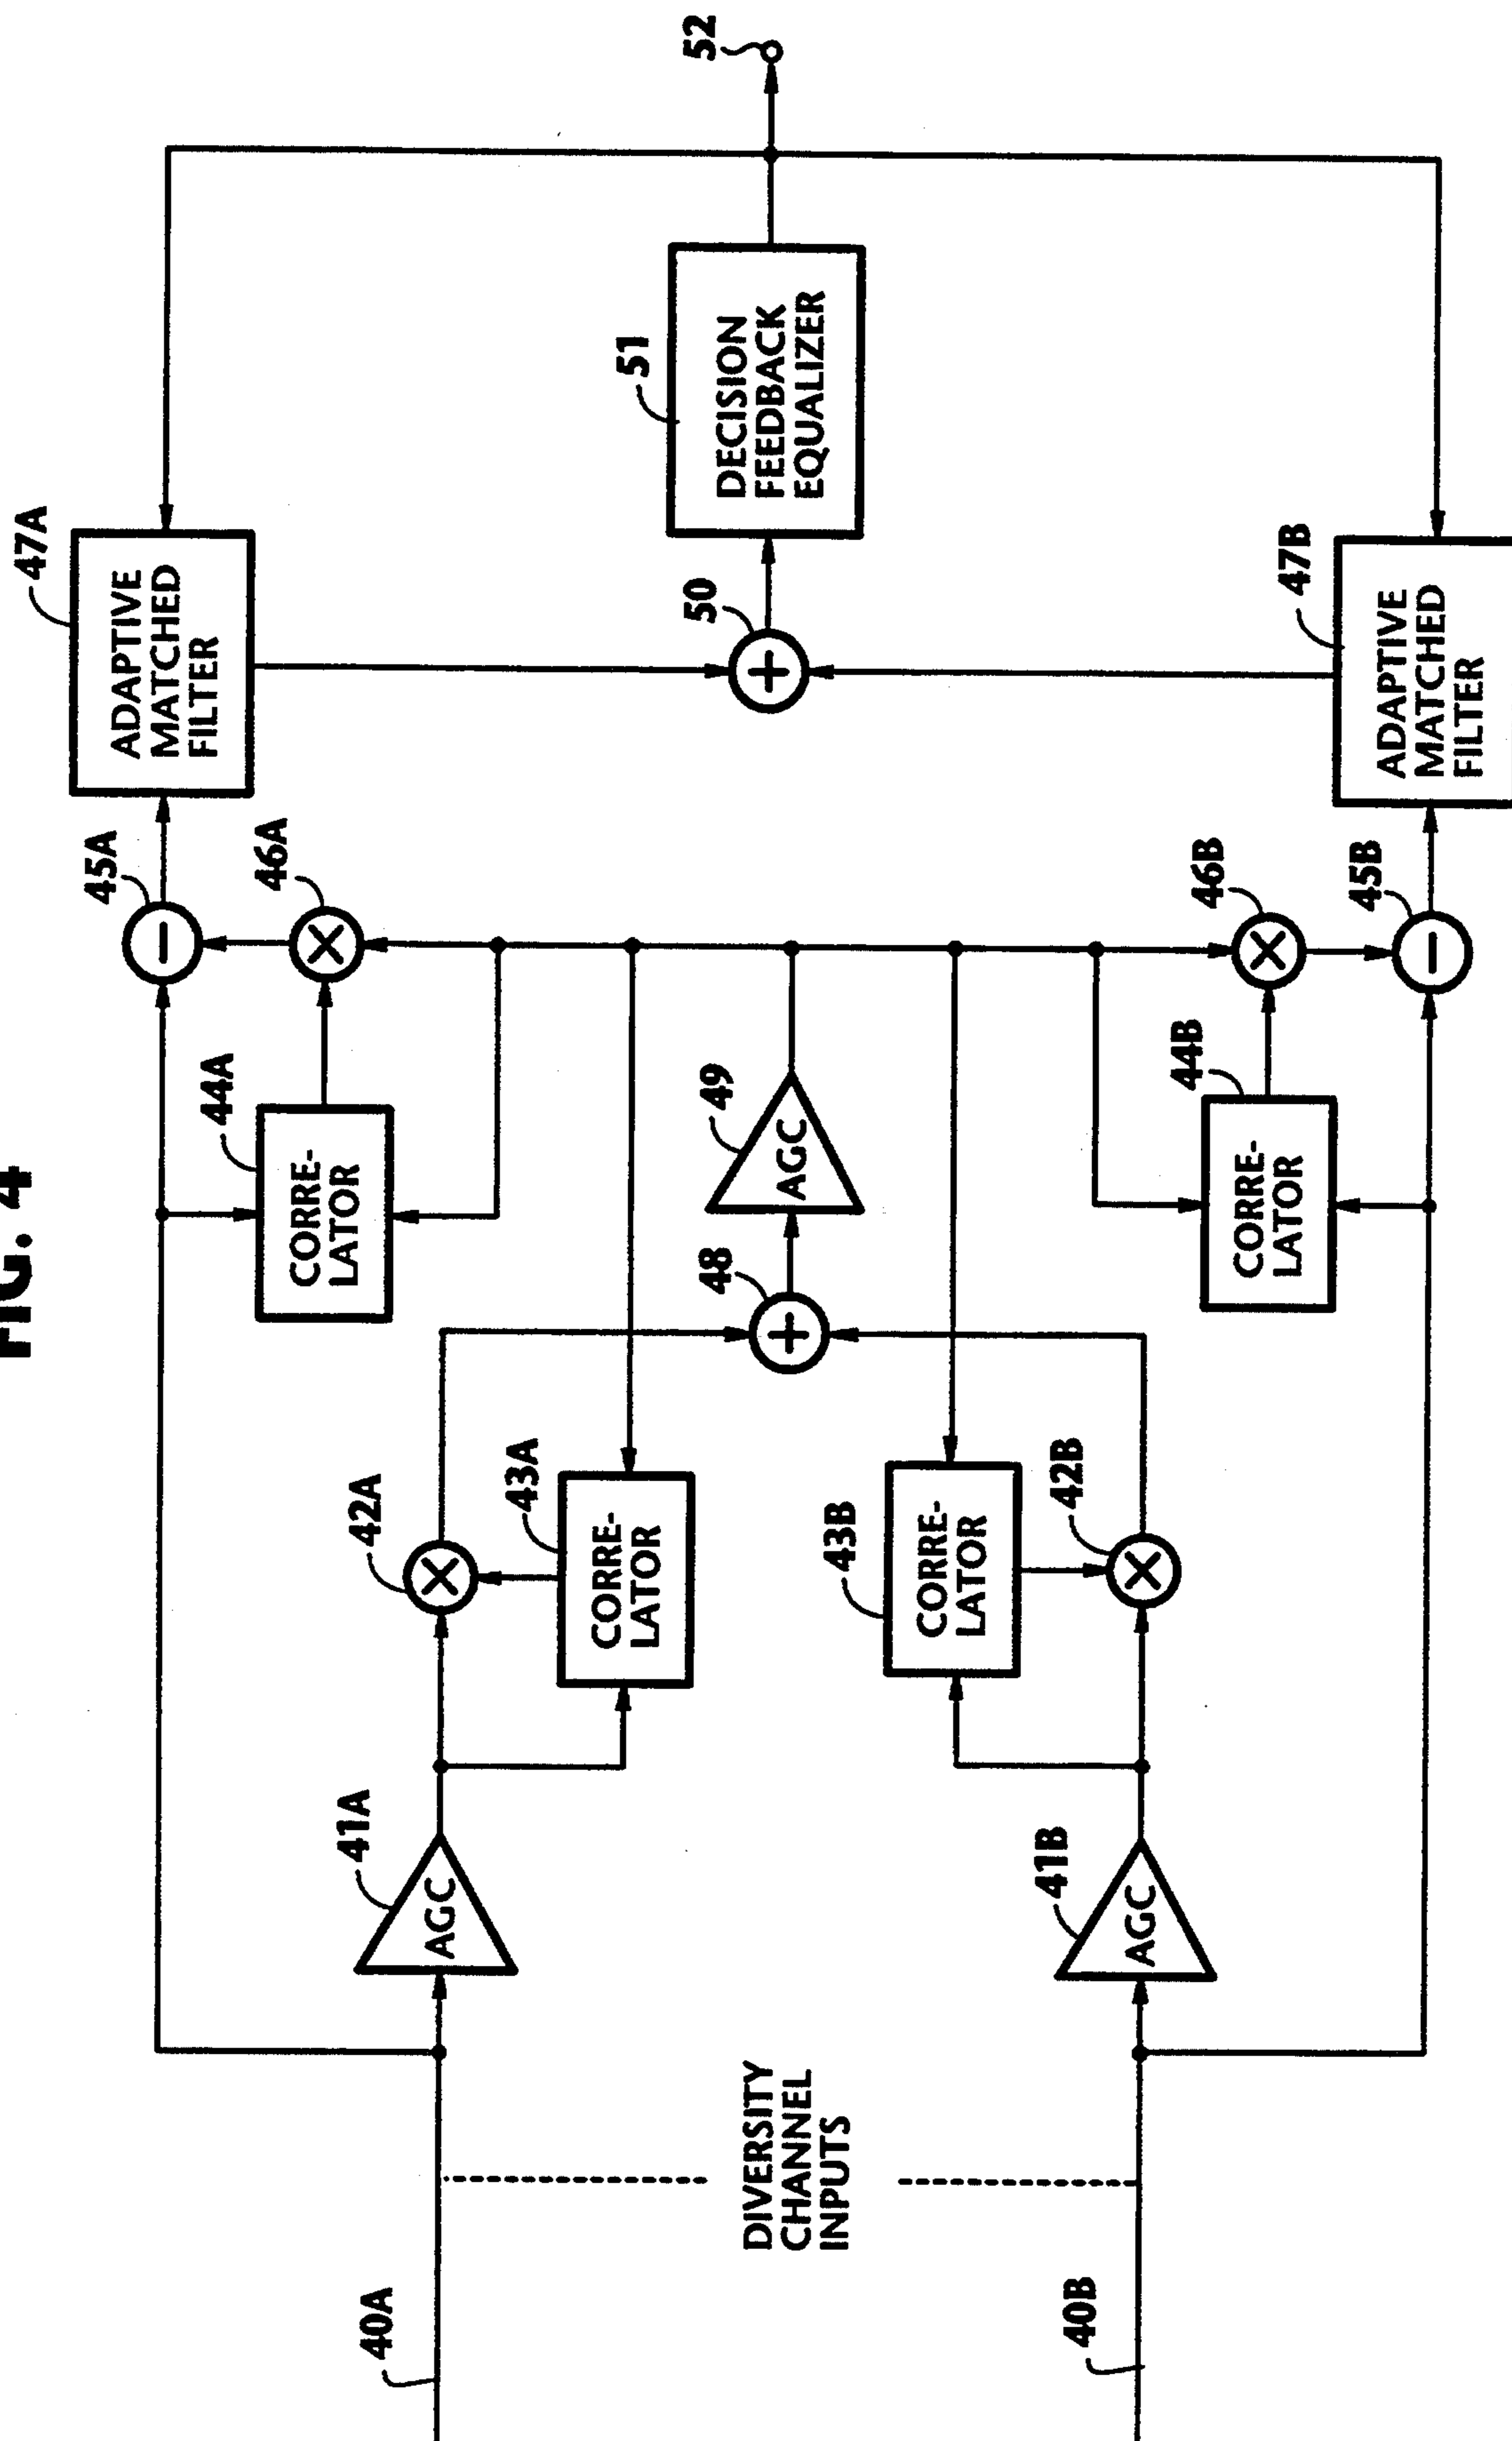 FIG. 4
40A
40B
DIVERSITY
CHANNEL
INPUTS
41A
AGC
41B
AGC
42A
43A
CORRE-
LATOR
43B
CORRE-
LATOR
42B
48
49
AGC
44A
CORRE-
LATOR
44B
CORRE-
LATOR
45A
46A
46B
45B
47A
ADAPTIVE
MATCHED
FILTER
50
47B
ADAPTIVE
MATCHED
FILTER
51
DECISION
FEEDBACK
EQUALIZER
52